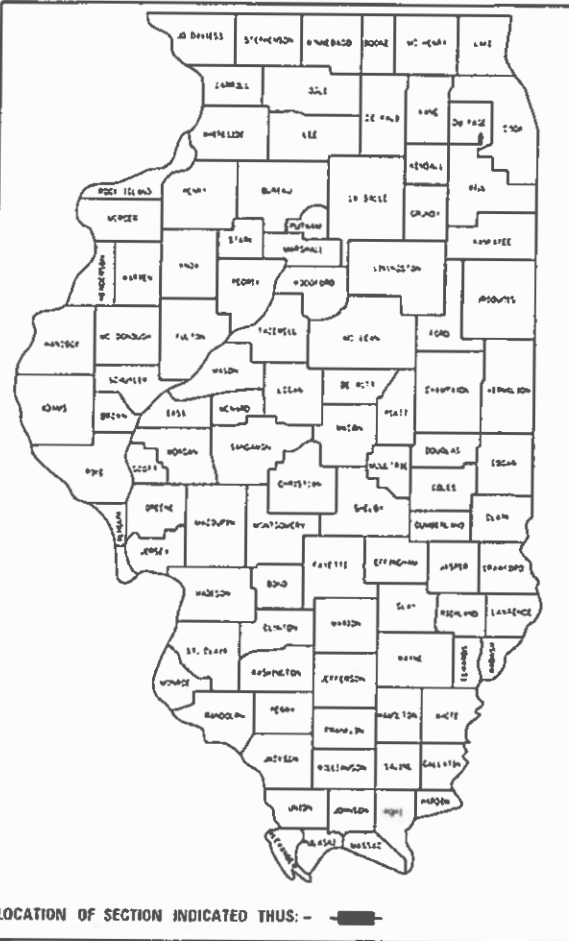 JO DAVIESS STEPHENSON WINNEBAGO BOONE MC HENRY LAKE
CARROLL OGLE
DE KALB KANE DU PAGE COOK
WHITESIDE LEE
KENDALL
ROCK ISLAND HENRY BUREAU LA SALLE WILL
MERCER PUTNAM GRUNDY
STARK MARSHALL KANKAKEE
HENDERSON WARREN KNOX LIVINGSTON
PEORIA WOODFORD IROQUOIS
HANCOCK MC DONOUGH FULTON TAZEWELL MC LEAN FORD
SCHUYLER MASON LOGAN DE WITT CHAMPAIGN VERMILION
ADAMS BROWN CASS MENARD MACON PIATT
PIKE SCOTT MORGAN SANGAMON MOULTRIE DOUGLAS EDGAR
CHRISTIAN COLES
GREENE MACOUPIN MONTGOMERY SHELBY CLARK
CALHOUN CUMBERLAND
JERSEY FAYETTE EFFINGHAM JASPER CRAWFORD
MADISON BOND
CLAY RICHLAND LAWRENCE
CLINTON MARION
ST. CLAIR WAYNE EDWARDS WABASH
MONROE WASHINGTON JEFFERSON
RANDOLPH PERRY HAMILTON WHITE
FRANKLIN
JACKSON WILLIAMSON SALINE GALLATIN
UNION JOHNSON POPE HARDIN
ALEXANDER PULASKI MASSAC
LOCATION OF SECTION INDICATED THUS: -